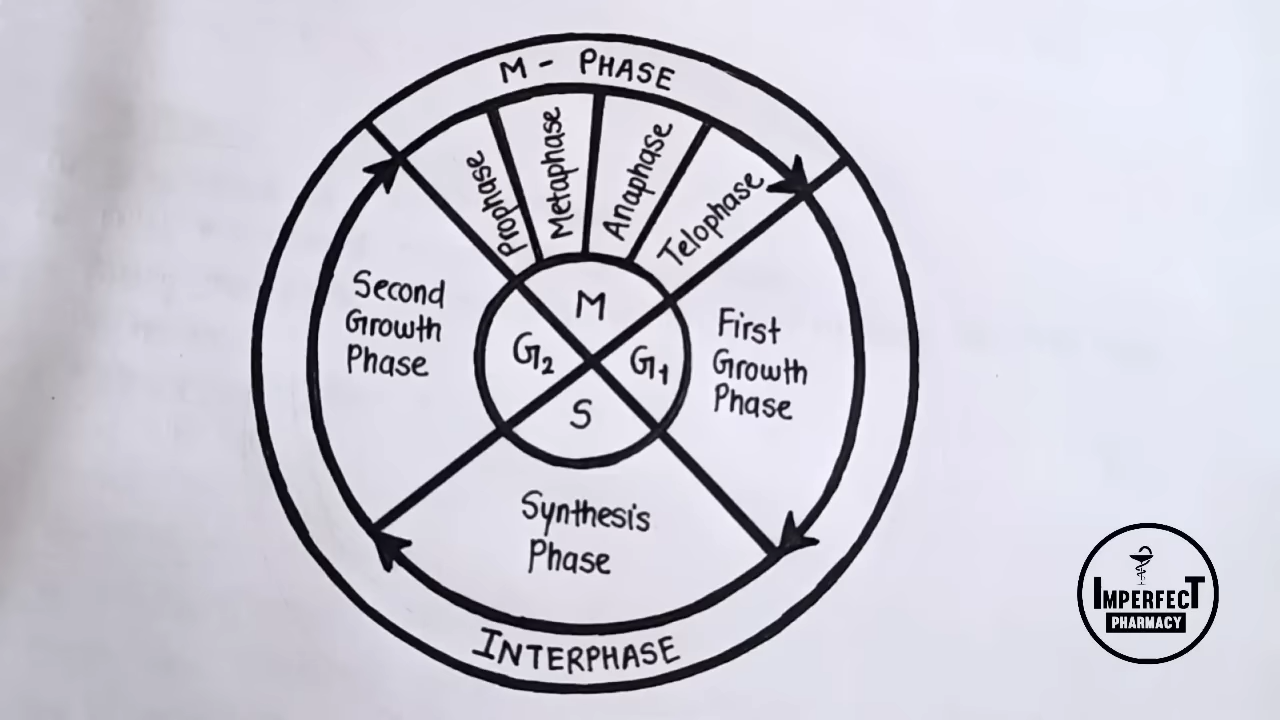 M - PHASE
Prophase
Metaphase
Anaphase
Telophase
Second
Growth
Phase
M
G₂
G₁
S
First
Growth
Phase
Synthesis
Phase
INTERPHASE
IMPERFECT
PHARMACY